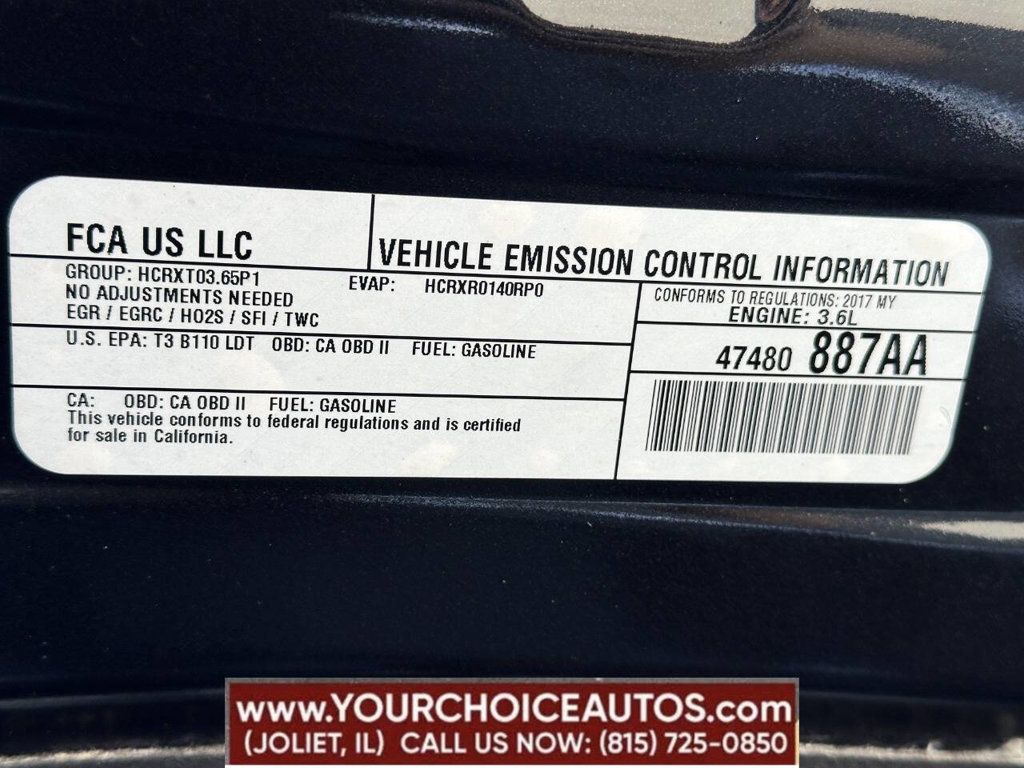 FCA US LLC
VEHICLE EMISSION CONTROL INFORMATION
GROUP: HCRXT03.65P1
EVAP: HCRXR0140RP0
NO ADJUSTMENTS NEEDED
EGR / EGRC / HO2S / SFI / TWC
CONFORMS TO REGULATIONS: 2017 MY
ENGINE: 3.6L
U.S. EPA: T3 B110 LDT OBD: CA OBD II FUEL: GASOLINE
47480 887AA
CA: OBD: CA OBD II FUEL: GASOLINE
This vehicle conforms to federal regulations and is certified
for sale in California.
www.YOURCHOICEAUTOS.com
(JOLIET, IL) CALL US NOW: (815) 725-0850